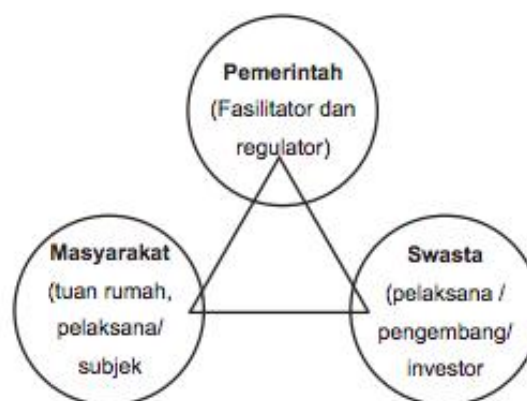 Pemerintah
(Fasilitator dan
regulator)
Masyarakat
(tuan rumah,
pelaksana/
subjek
Swasta
(pelaksana /
pengembang/
investor